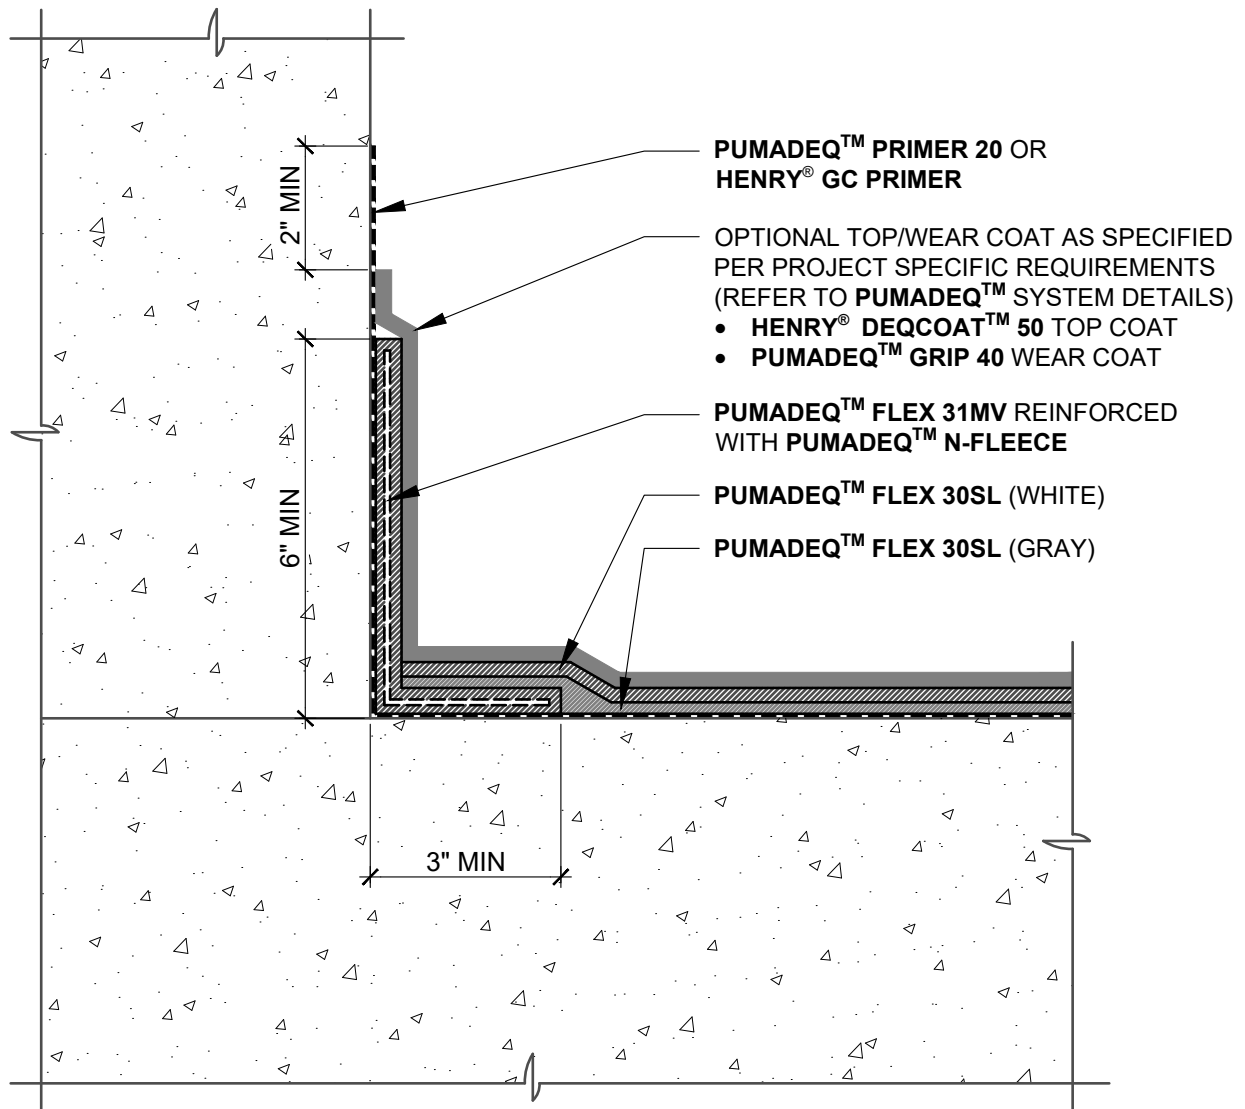 PUMADEQ™ PRIMER 20 OR
HENRY® GC PRIMER
2" MIN
OPTIONAL TOP/WEAR COAT AS SPECIFIED
PER PROJECT SPECIFIC REQUIREMENTS
(REFER TO PUMADEQ™ SYSTEM DETAILS)
• HENRY® DEQCOAT™ 50 TOP COAT
• PUMADEQ™ GRIP 40 WEAR COAT
PUMADEQ™ FLEX 31MV REINFORCED
WITH PUMADEQ™ N-FLEECE
6" MIN
PUMADEQ™ FLEX 30SL (WHITE)
PUMADEQ™ FLEX 30SL (GRAY)
3" MIN